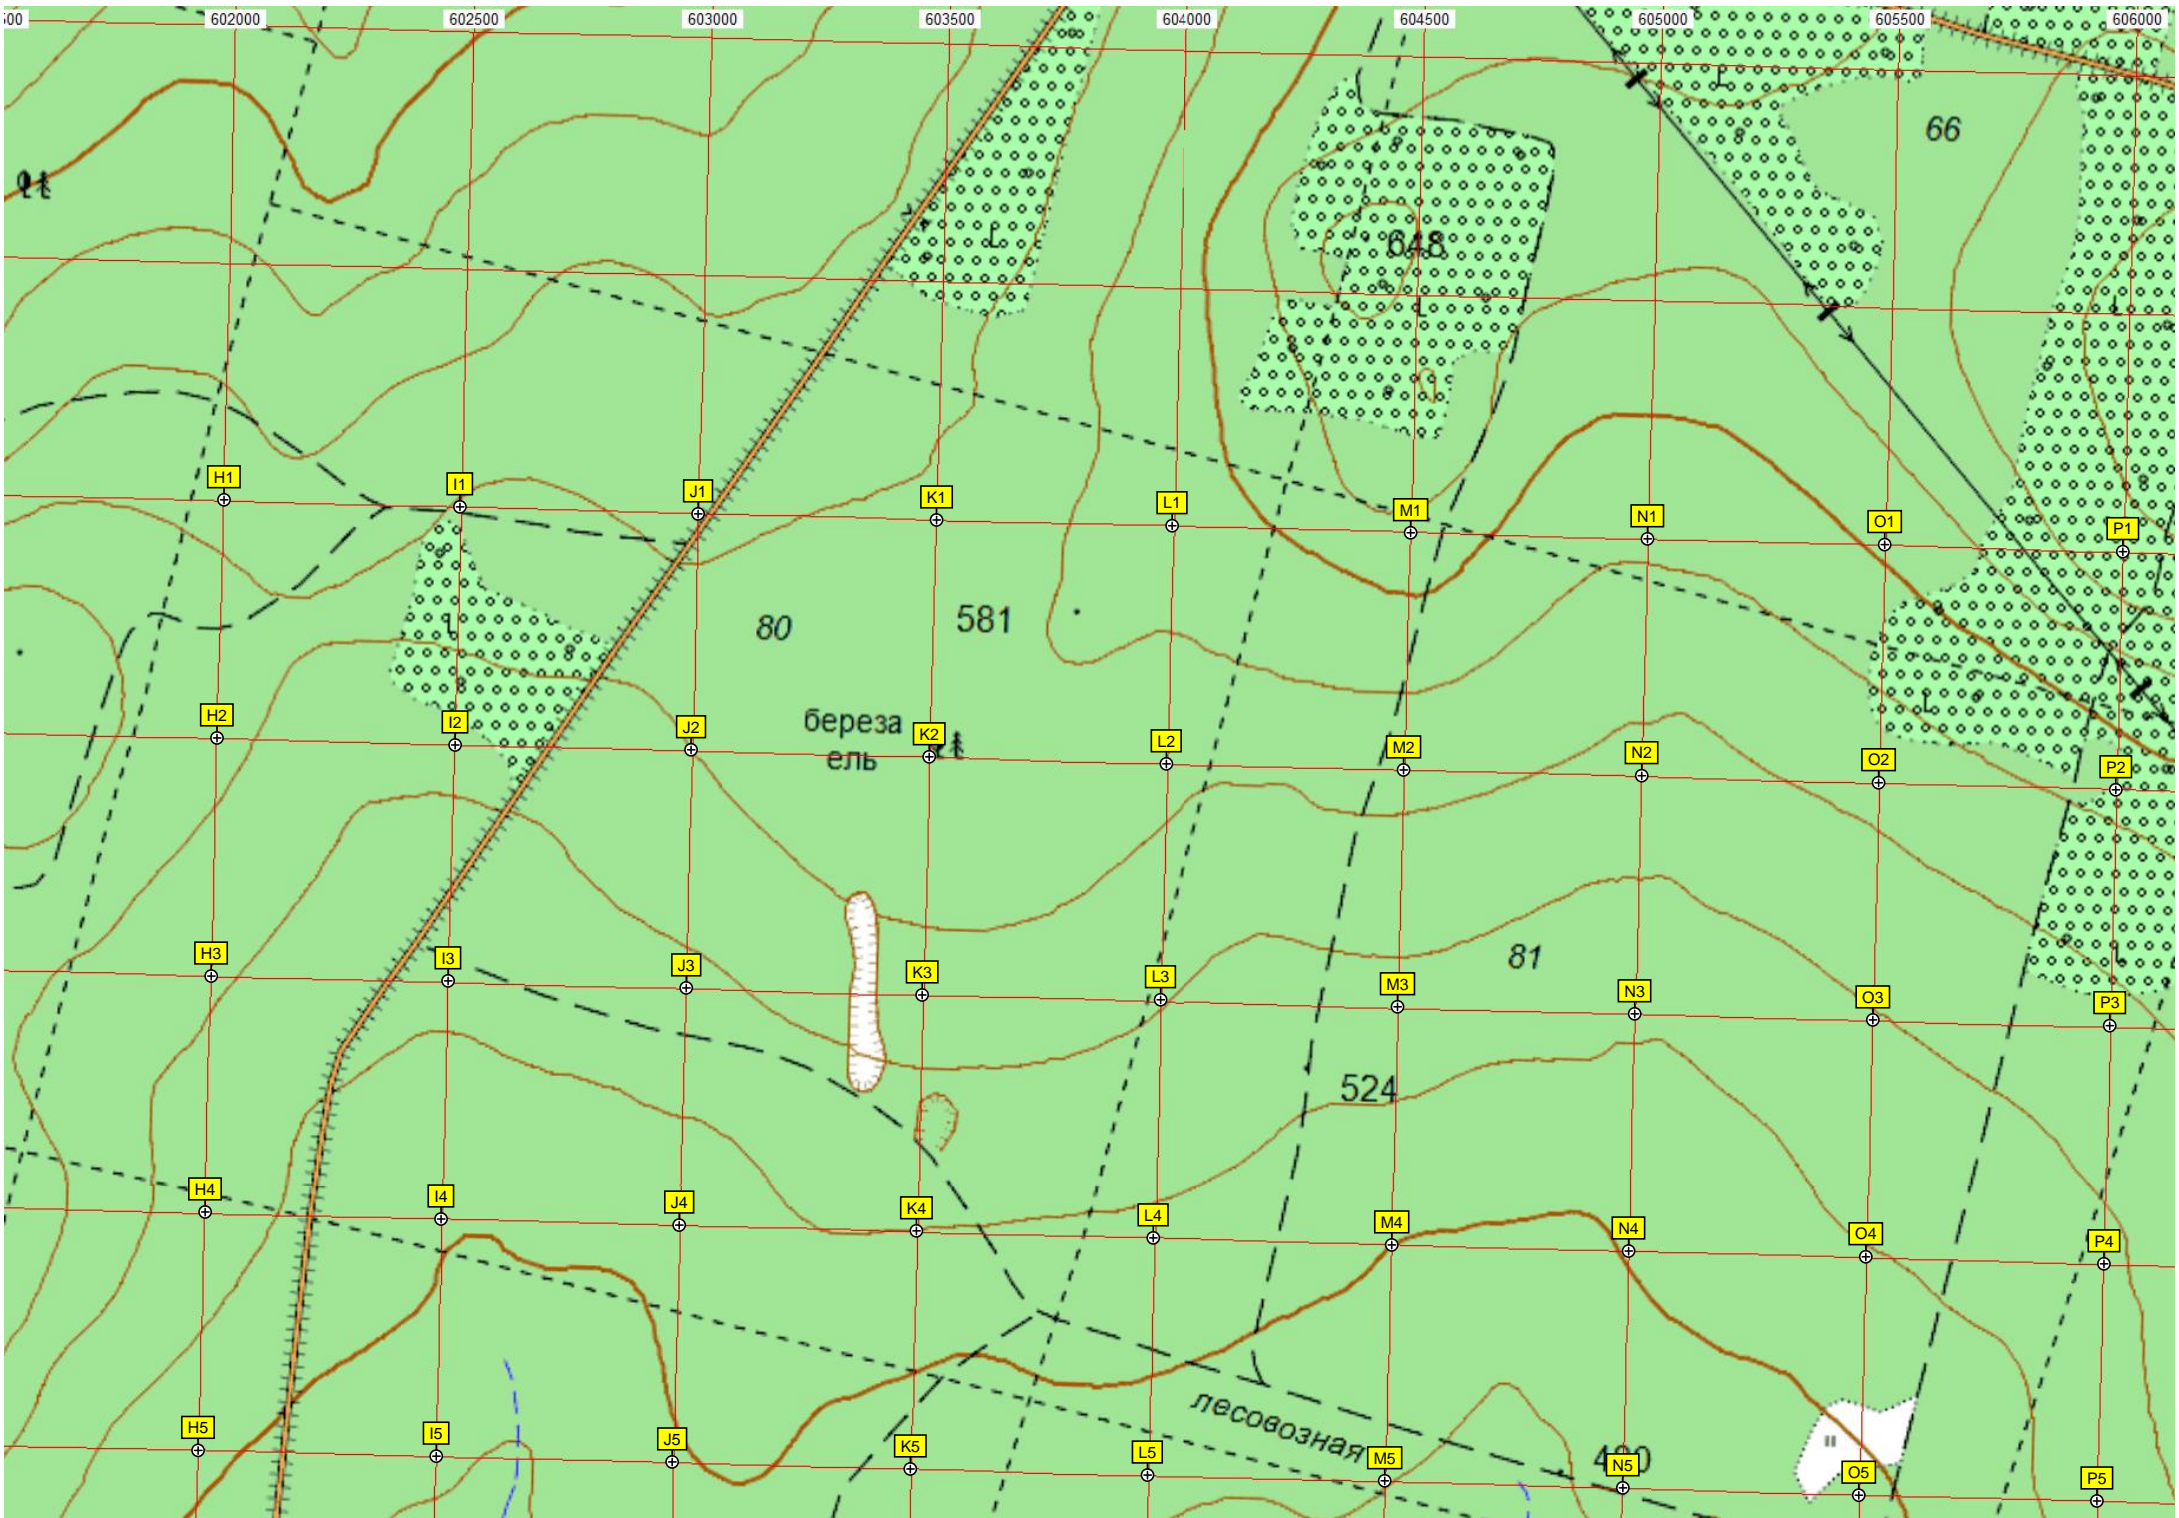 500 602000 602500 603000 603500 604000 604500 605000 605500 606000
66
648
H1 I1 J1 K1 L1 M1 N1 O1 P1
80 581
береза
ель
H2 I2 J2 K2 L2 M2 N2 O2 P2
81
H3 I3 J3 K3 L3 M3 N3 O3 P3
524
H4 I4 J4 K4 L4 M4 N4 O4 P4
лесовозная
H5 I5 J5 K5 L5 M5 N5 O5 P5